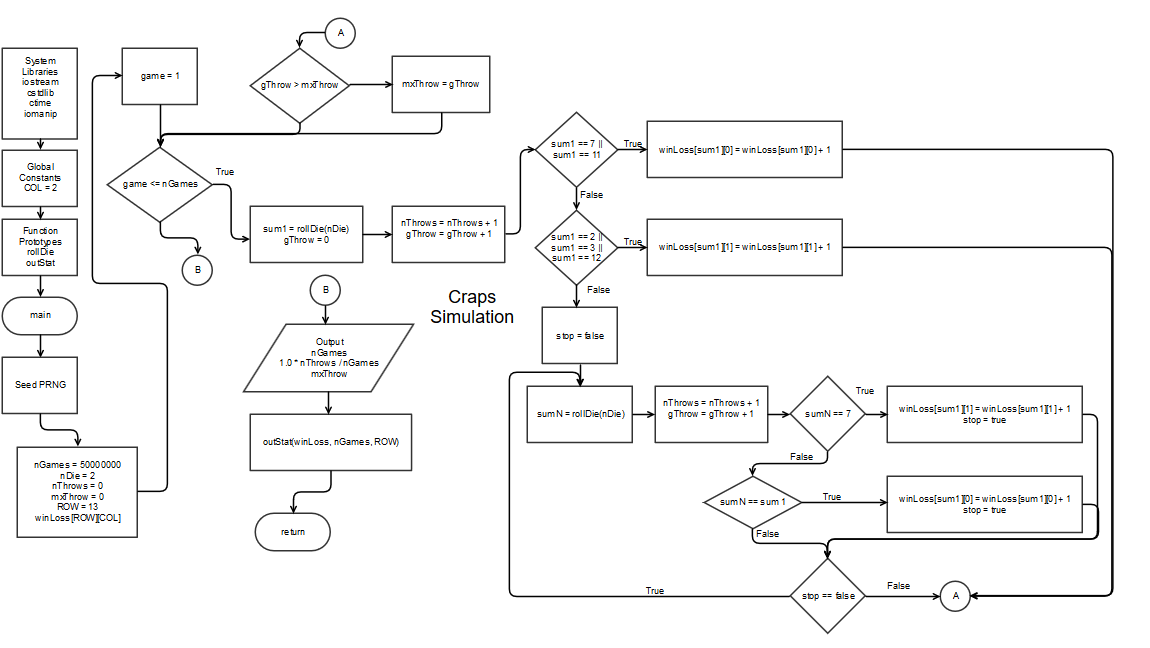 System
Libraries
iostream
cstdlib
ctime
iomanip
Global
Constants
COL = 2
Function
Prototypes
rollDie
outStat
main
Seed PRNG
nGames = 50000000
nDie = 2
nThrows = 0
mxThrow = 0
ROW = 13
winLoss[ROW][COL]
game = 1
game <= nGames
True
B
A
gThrow > mxThrow
mxThrow = gThrow
sum1 = rollDie(nDie)
gThrow = 0
nThrows = nThrows + 1
gThrow = gThrow + 1
B
Output
nGames
1.0 * nThrows / nGames
mxThrow
outStat(winLoss, nGames, ROW)
return
Craps
Simulation
sum1 == 7 ||
sum1 == 11
True
winLoss[sum1][0] = winLoss[sum1][0] + 1
False
sum1 == 2 ||
sum1 == 3 ||
sum1 == 12
True
winLoss[sum1][1] = winLoss[sum1][1] + 1
False
stop = false
sumN = rollDie(nDie)
nThrows = nThrows + 1
gThrow = gThrow + 1
sumN == 7
True
winLoss[sum1][1] = winLoss[sum1][1] + 1
stop = true
False
sumN == sum1
True
winLoss[sum1][0] = winLoss[sum1][0] + 1
stop = true
False
stop == false
True
False
A